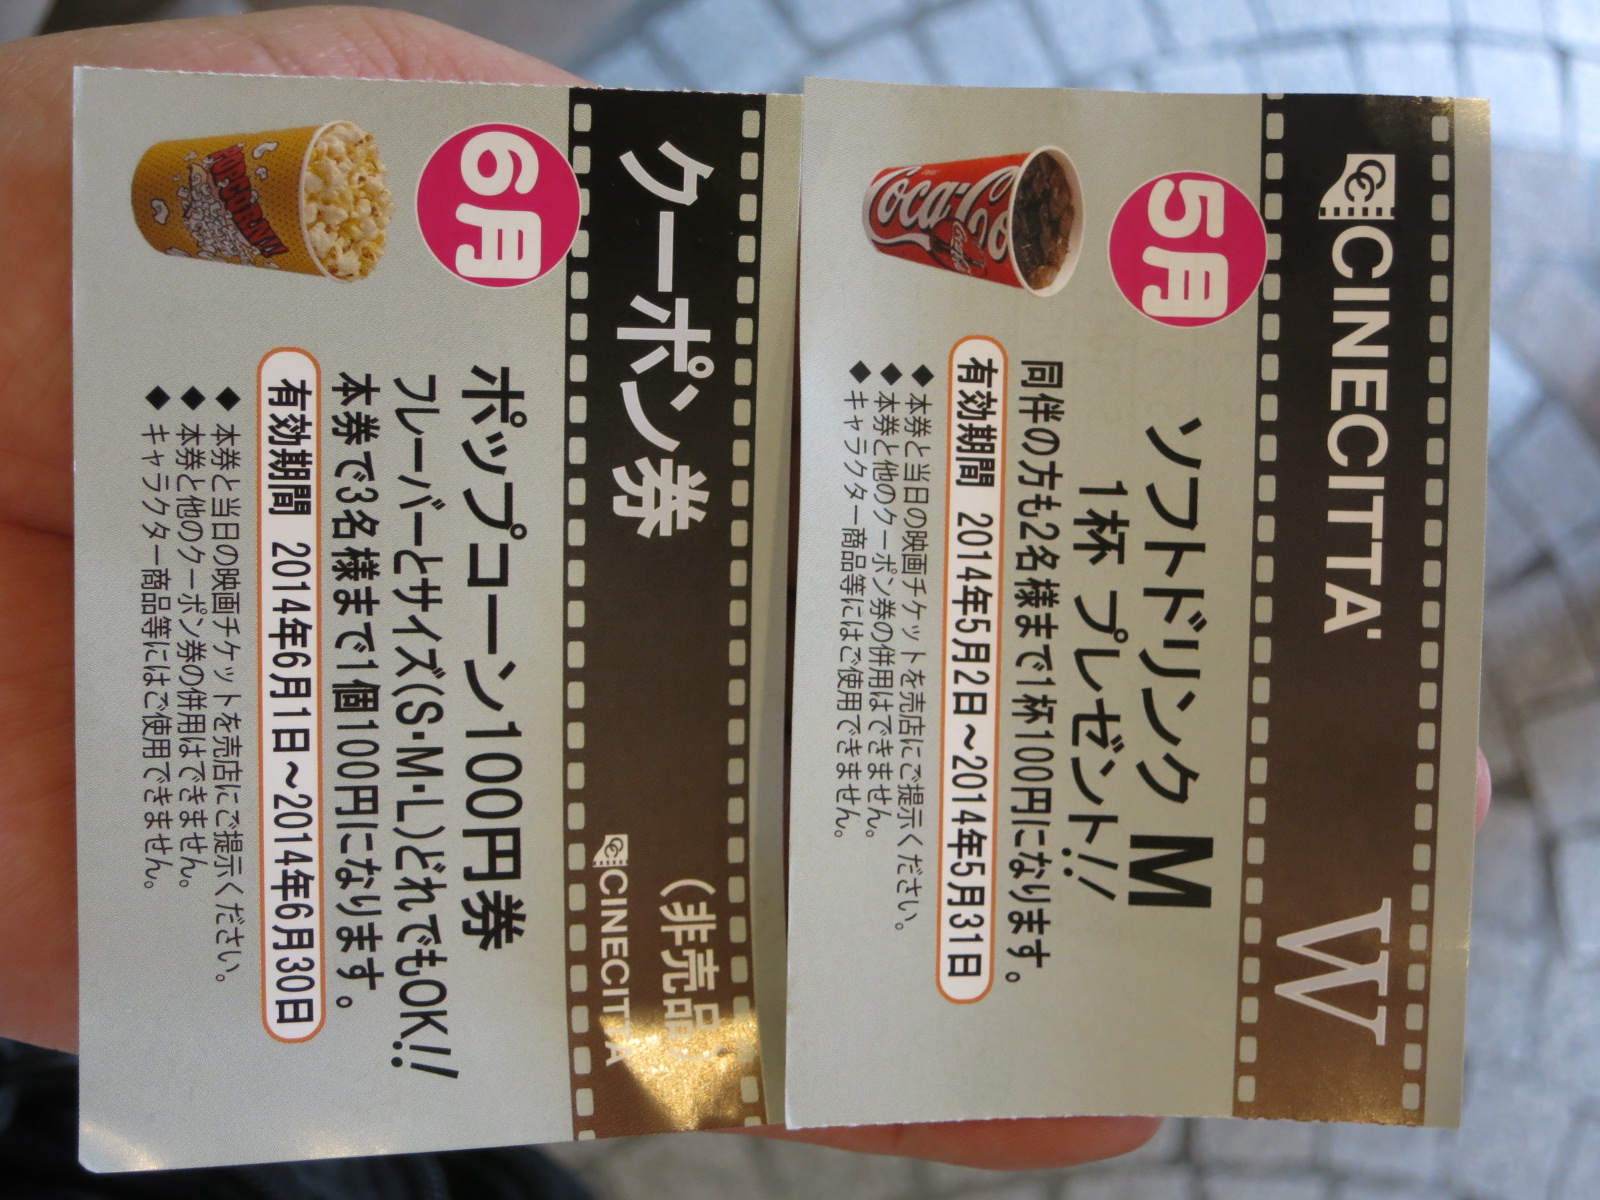 CINECITTA'
W
5月
ソフトドリンク M
1杯 プレゼント!!
同伴の方も2名様まで1杯100円になります。
有効期間 2014年5月2日〜2014年5月31日
◆本券と当日の映画チケットを売店にご提示ください。
◆本券と他のクーポン券の併用はできません。
◆キャラクター商品等にはご使用できません。
Coca-Cola
クーポン券
(非売品)
CINECITTA
6月
ポップコーン100円券
フレーバーとサイズ(S・M・L)どれでもOK!!
本券で3名様まで1個100円になります。
有効期間 2014年6月1日〜2014年6月30日
◆本券と当日の映画チケットを売店にご提示ください。
◆本券と他のクーポン券の併用はできません。
◆キャラクター商品等にはご使用できません。
POPCORN!!